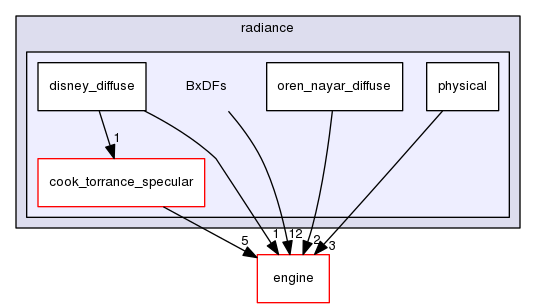 radiance
disney_diffuse
BxDFs
oren_nayar_diffuse
physical
1
cook_torrance_specular
5
1
12
2
3
engine